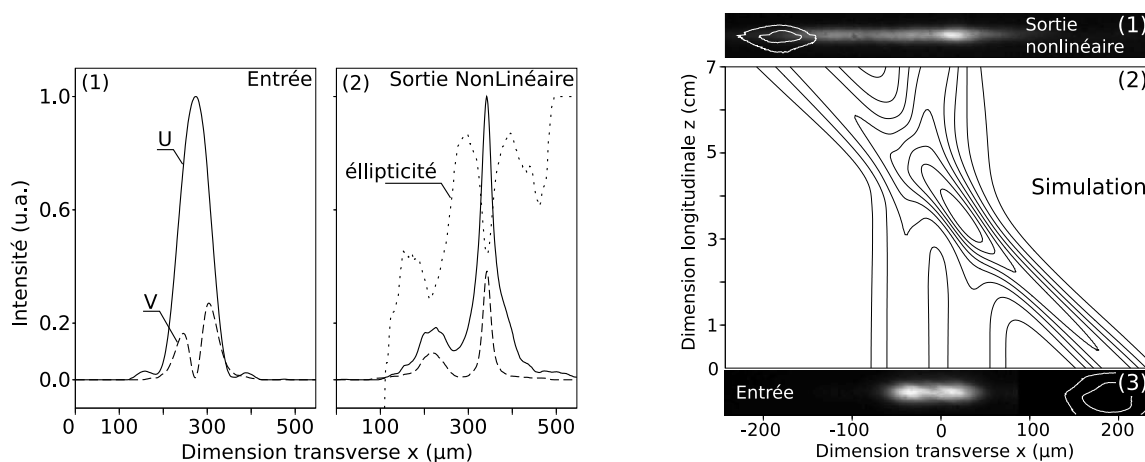 (1) Entrée
(2) Sortie NonLinéaire
U
V
éllipticité
Intensité (u.a.)
1.0
0.6
0.2
0.0
0 100 300 500
100 300 500
Dimension transverse x (μm)
Sortie (1)
nonlinéaire
(2)
Simulation
Dimension longitudinale z (cm)
7
5
3
1
0
Entrée (3)
-200 -100 0 100 200
Dimension transverse x (μm)